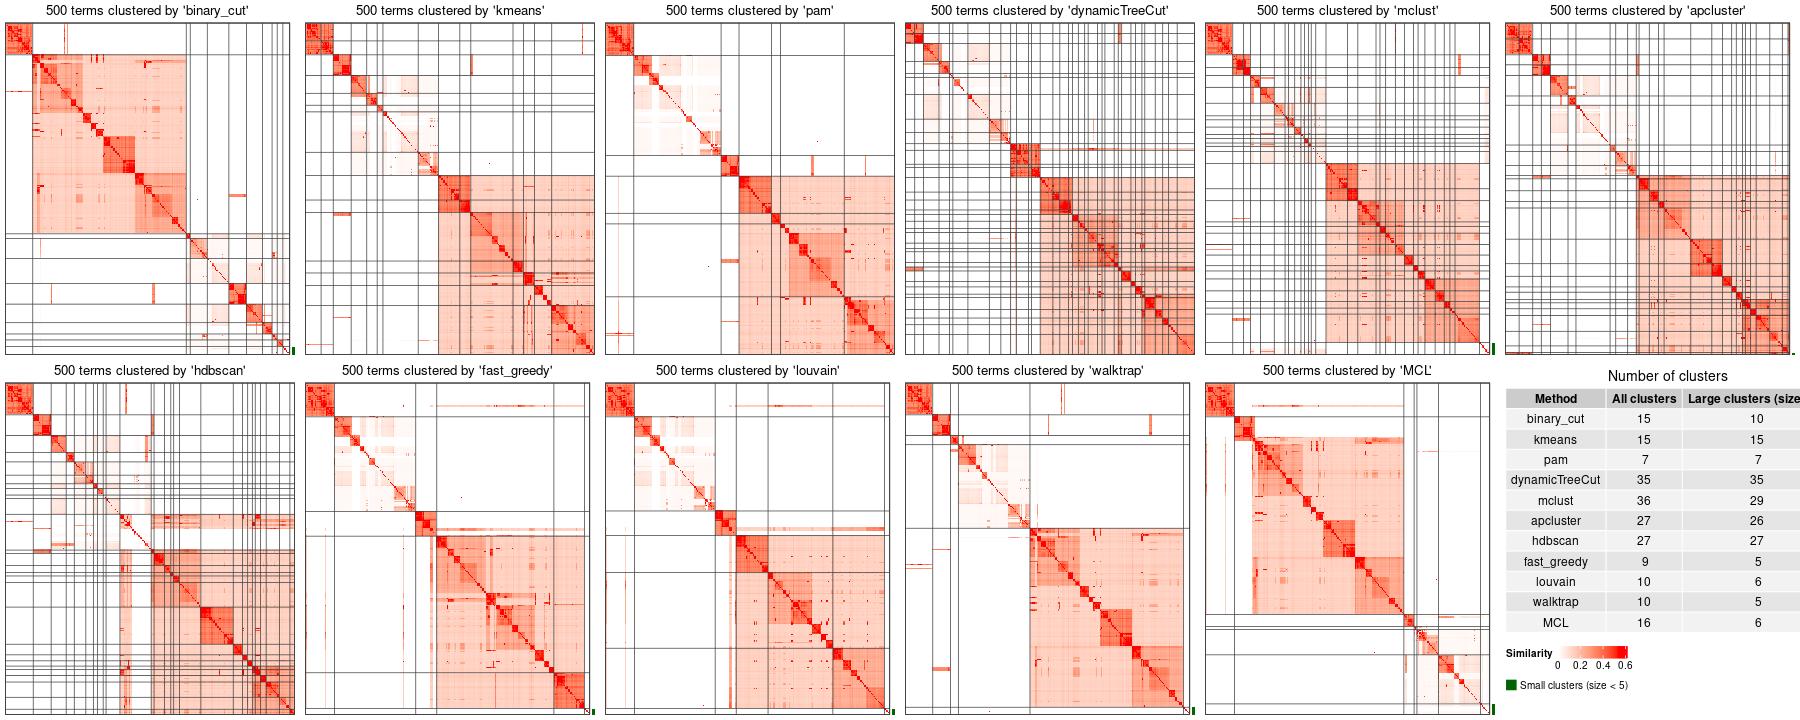 500 terms clustered by 'binary_cut'
500 terms clustered by 'kmeans'
500 terms clustered by 'pam'
500 terms clustered by 'dynamicTreeCut'
500 terms clustered by 'mclust'
500 terms clustered by 'apcluster'
500 terms clustered by 'hdbscan'
500 terms clustered by 'fast_greedy'
500 terms clustered by 'louvain'
500 terms clustered by 'walktrap'
500 terms clustered by 'MCL'
Number of clusters
Method All clusters Large clusters (size
binary_cut 15 10
kmeans 15 15
pam 7 7
dynamicTreeCut 35 35
mclust 36 29
apcluster 27 26
hdbscan 27 27
fast_greedy 9 5
louvain 10 6
walktrap 10 5
MCL 16 6
Similarity
0 0.2 0.4 0.6
Small clusters (size < 5)